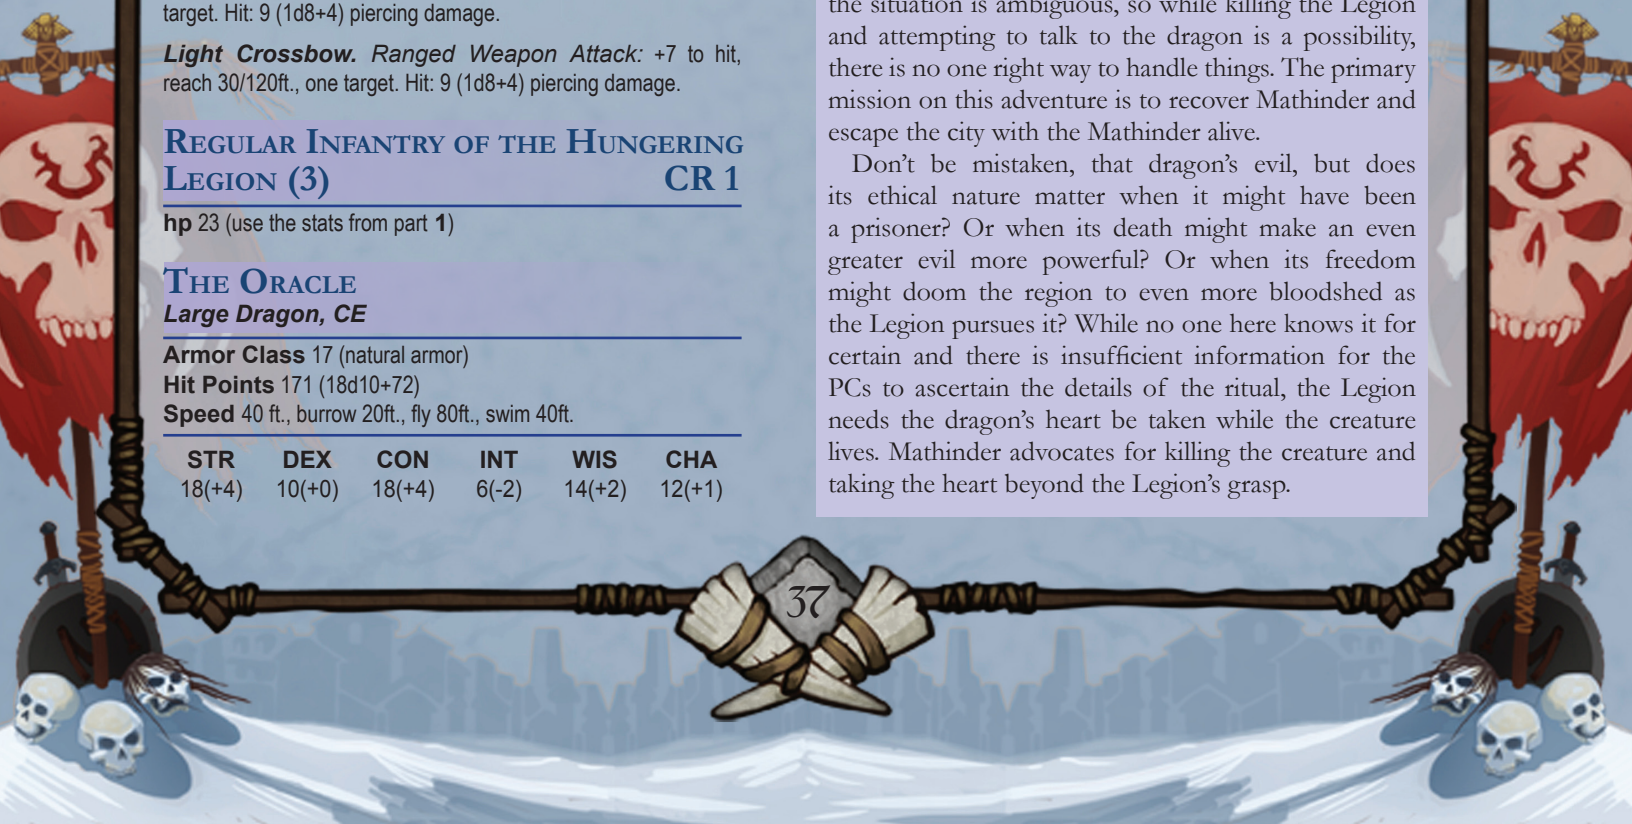 target. Hit: 9 (1d8+4) piercing damage.
Light Crossbow. Ranged Weapon Attack: +7 to hit,
reach 30/120ft., one target. Hit: 9 (1d8+4) piercing damage.
Regular Infantry of the Hungering
Legion (3) CR 1
hp 23 (use the stats from part 1)
The Oracle
Large Dragon, CE
Armor Class 17 (natural armor)
Hit Points 171 (18d10+72)
Speed 40 ft., burrow 20ft., fly 80ft., swim 40ft.
STR DEX CON INT WIS CHA
18(+4) 10(+0) 18(+4) 6(-2) 14(+2) 12(+1)
the situation is ambiguous, so while killing the Legion
and attempting to talk to the dragon is a possibility,
there is no one right way to handle things. The primary
mission on this adventure is to recover Mathinder and
escape the city with the Mathinder alive.
Don't be mistaken, that dragon's evil, but does
its ethical nature matter when it might have been
a prisoner? Or when its death might make an even
greater evil more powerful? Or when its freedom
might doom the region to even more bloodshed as
the Legion pursues it? While no one here knows it for
certain and there is insufficient information for the
PCs to ascertain the details of the ritual, the Legion
needs the dragon's heart be taken while the creature
lives. Mathinder advocates for killing the creature and
taking the heart beyond the Legion's grasp.
37